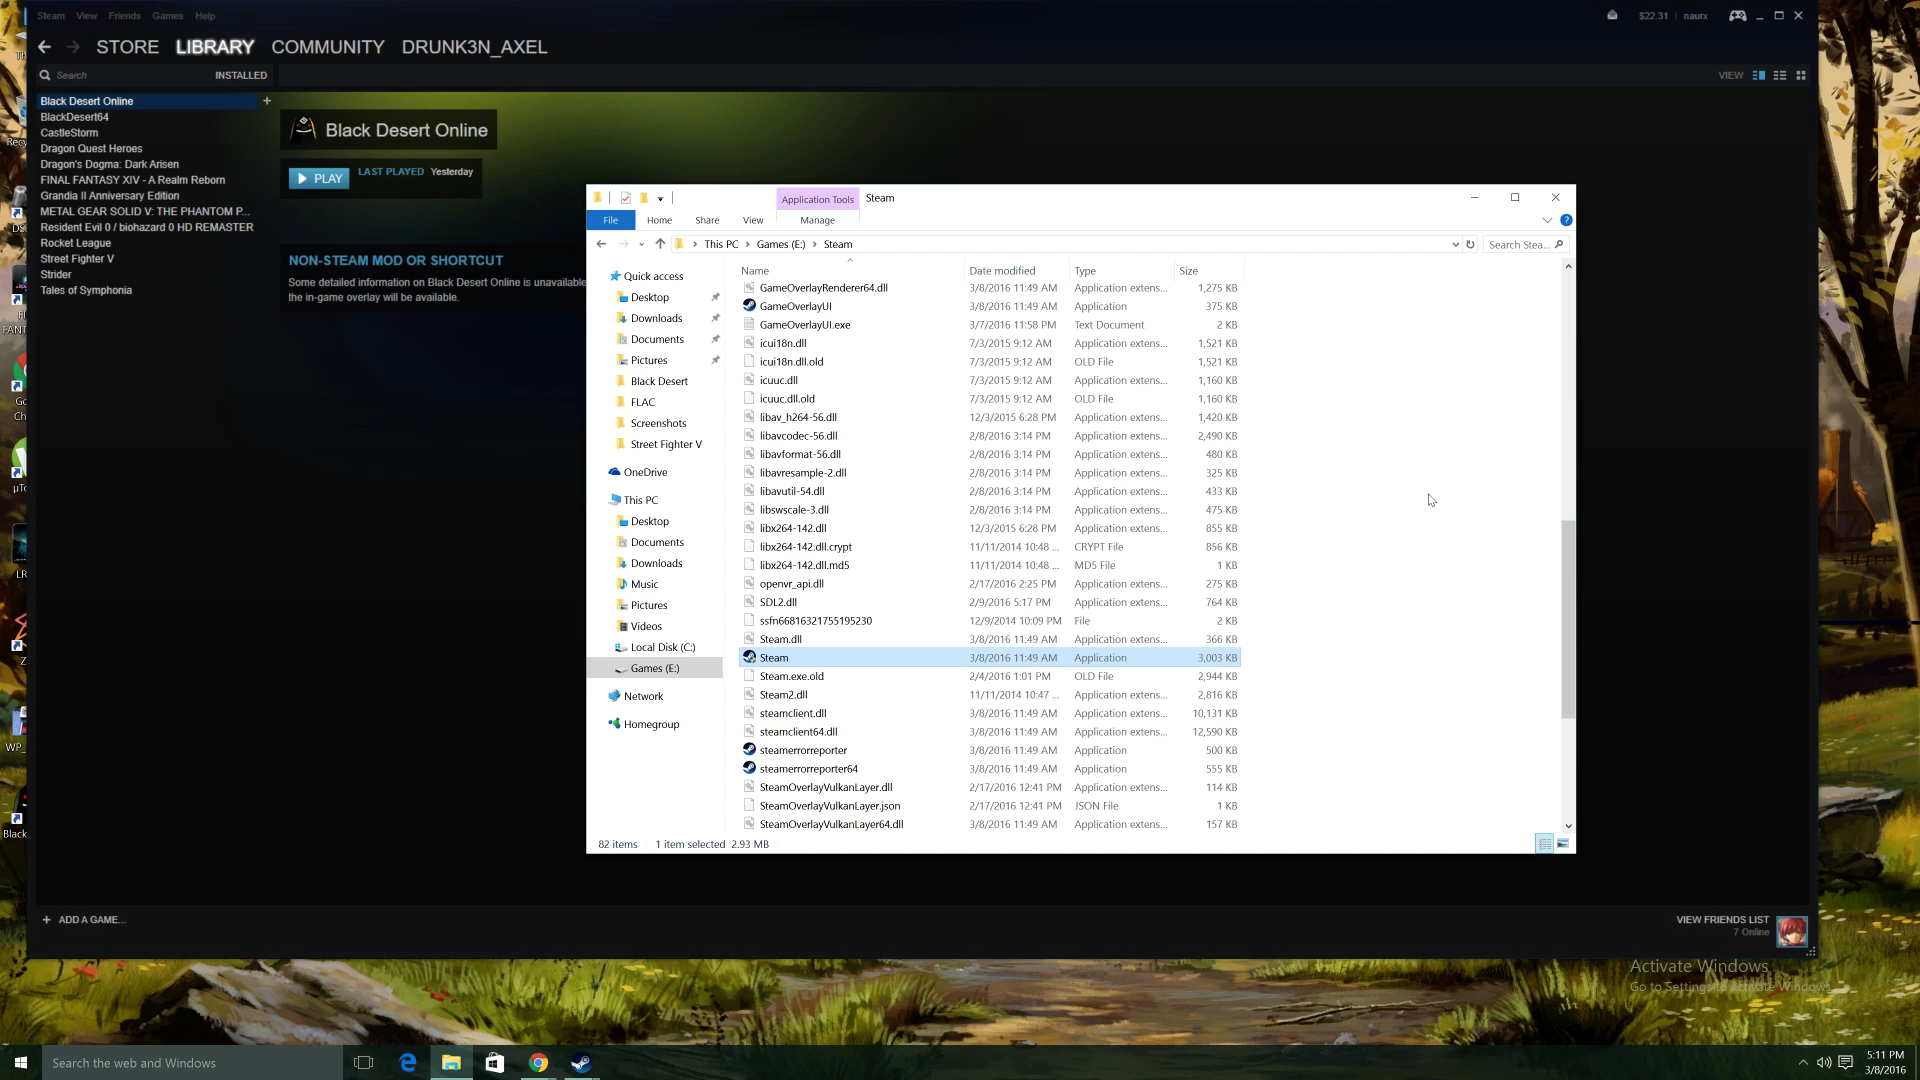 Steam View Friends Games Help
$22.31 naurx
STORE LIBRARY COMMUNITY DRUNK3N_AXEL
Search INSTALLED
VIEW
Black Desert Online +
BlackDesert64
CastleStorm
Dragon Quest Heroes
Dragon's Dogma: Dark Arisen
FINAL FANTASY XIV - A Realm Reborn
Grandia II Anniversary Edition
METAL GEAR SOLID V: THE PHANTOM P...
Resident Evil 0 / biohazard 0 HD REMASTER
Rocket League
Street Fighter V
Strider
Tales of Symphonia
Black Desert Online
PLAY LAST PLAYED Yesterday
NON-STEAM MOD OR SHORTCUT
Some detailed information on Black Desert Online is unavailable
the in-game overlay will be available.
Application Tools Steam
File Home Share View Manage
This PC > Games (E:) > Steam
Search Stea...
Quick access
Desktop
Downloads
Documents
Pictures
Black Desert
FLAC
Screenshots
Street Fighter V
OneDrive
This PC
Desktop
Documents
Downloads
Music
Pictures
Videos
Local Disk (C:)
Games (E:)
Network
Homegroup
Name Date modified Type Size
GameOverlayRenderer64.dll 3/8/2016 11:49 AM Application extens... 1,275 KB
GameOverlayUI 3/8/2016 11:49 AM Application 375 KB
GameOverlayUI.exe 3/7/2016 11:58 PM Text Document 2 KB
icui18n.dll 7/3/2015 9:12 AM Application extens... 1,521 KB
icui18n.dll.old 7/3/2015 9:12 AM OLD File 1,521 KB
icuuc.dll 7/3/2015 9:12 AM Application extens... 1,160 KB
icuuc.dll.old 7/3/2015 9:12 AM OLD File 1,160 KB
libav_h264-56.dll 12/3/2015 6:28 PM Application extens... 1,420 KB
libavcodec-56.dll 2/8/2016 3:14 PM Application extens... 2,490 KB
libavformat-56.dll 2/8/2016 3:14 PM Application extens... 480 KB
libavresample-2.dll 2/8/2016 3:14 PM Application extens... 325 KB
libavutil-54.dll 2/8/2016 3:14 PM Application extens... 433 KB
libswscale-3.dll 2/8/2016 3:14 PM Application extens... 475 KB
libx264-142.dll 12/3/2015 6:28 PM Application extens... 855 KB
libx264-142.dll.crypt 11/11/2014 10:48 ... CRYPT File 856 KB
libx264-142.dll.md5 11/11/2014 10:48 ... MD5 File 1 KB
openvr_api.dll 2/17/2016 2:25 PM Application extens... 275 KB
SDL2.dll 2/9/2016 5:17 PM Application extens... 764 KB
ssfn66816321755195230 12/9/2014 10:09 PM File 2 KB
Steam.dll 3/8/2016 11:49 AM Application extens... 366 KB
Steam 3/8/2016 11:49 AM Application 3,003 KB
Steam.exe.old 2/4/2016 1:01 PM OLD File 2,944 KB
Steam2.dll 11/11/2014 10:47 ... Application extens... 2,816 KB
steamclient.dll 3/8/2016 11:49 AM Application extens... 10,131 KB
steamclient64.dll 3/8/2016 11:49 AM Application extens... 12,590 KB
steamerrorreporter 3/8/2016 11:49 AM Application 500 KB
steamerrorreporter64 3/8/2016 11:49 AM Application 555 KB
SteamOverlayVulkanLayer.dll 2/17/2016 12:41 PM Application extens... 114 KB
SteamOverlayVulkanLayer.json 2/17/2016 12:41 PM JSON File 1 KB
SteamOverlayVulkanLayer64.dll 3/8/2016 11:49 AM Application extens... 157 KB
82 items 1 item selected 2.93 MB
+ ADD A GAME...
VIEW FRIENDS LIST
7 Online
Activate Windows
Go to Settings to activate Windows.
Search the web and Windows
5:11 PM
3/8/2016